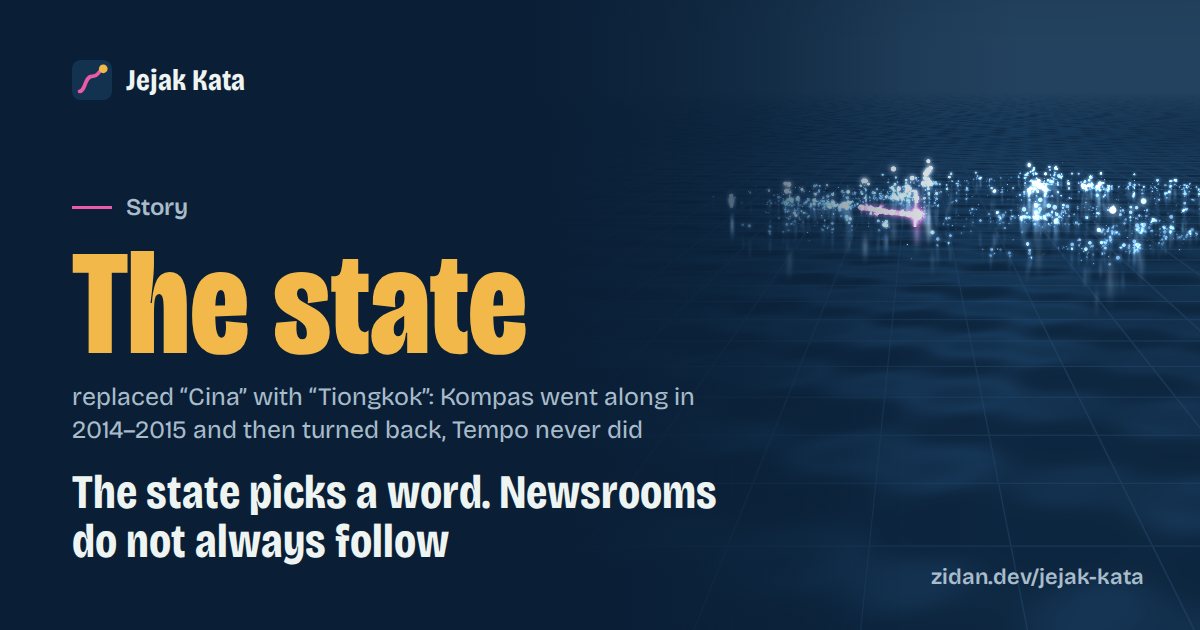 Jejak Kata
Story
The state
replaced “Cina” with “Tiongkok”: Kompas went along in
2014–2015 and then turned back, Tempo never did
The state picks a word. Newsrooms
do not always follow
zidan.dev/jejak-kata